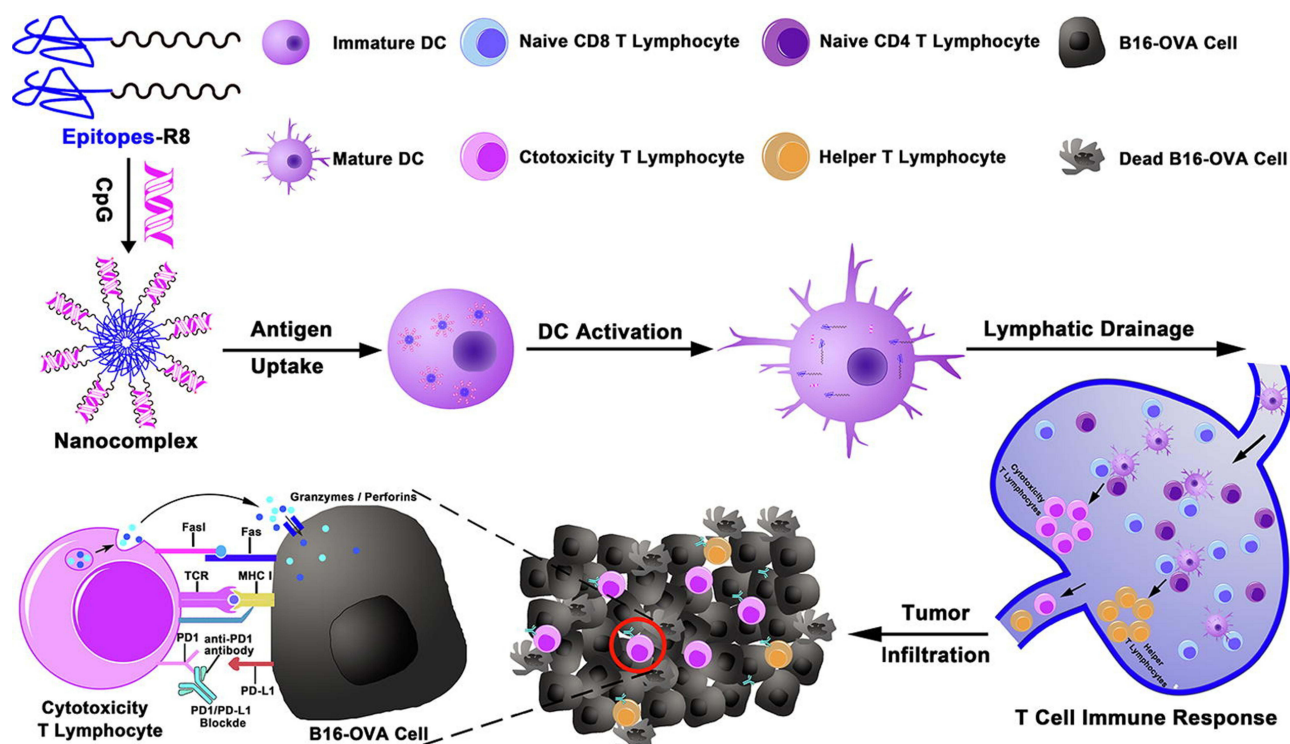 Immature DC
Naive CD8 T Lymphocyte
Naive CD4 T Lymphocyte
B16-OVA Cell
Epitopes-R8
Mature DC
Ctotoxicity T Lymphocyte
Helper T Lymphocyte
Dead B16-OVA Cell
CpG
Nanocomplex
Antigen
Uptake
DC Activation
Lymphatic Drainage
Cytotoxicity
T Lymphocytes
Helper
T Lymphocytes
T Cell Immune Response
Tumor
Infiltration
Granzymes / Perforins
Fasl
Fas
TCR
MHC I
PD1
anti-PD1
antibody
PD-L1
PD1/PD-L1
Blockde
Cytotoxicity
T Lymphocyte
B16-OVA Cell